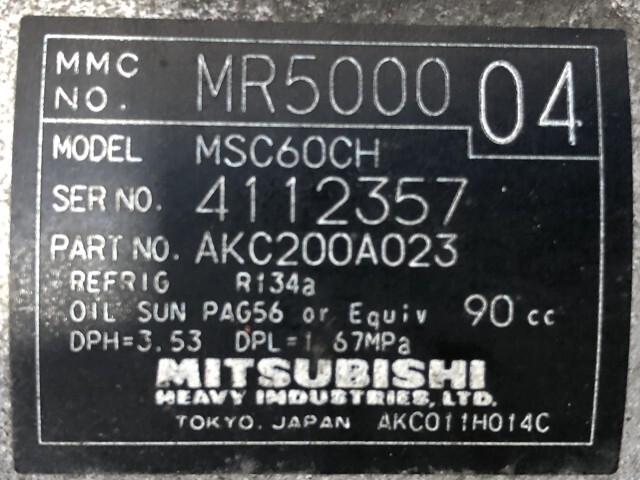 MMC NO. MR5000 04
MODEL MSC60CH
SER NO. 4112357
PART NO. AKC200A023
REFRIG R134a
OIL SUN PAG56 or Equiv 90 cc
DPH=3.53 DPL=1.67MPa
MITSUBISHI
HEAVY INDUSTRIES, LTD.
TOKYO, JAPAN AKC011H014C